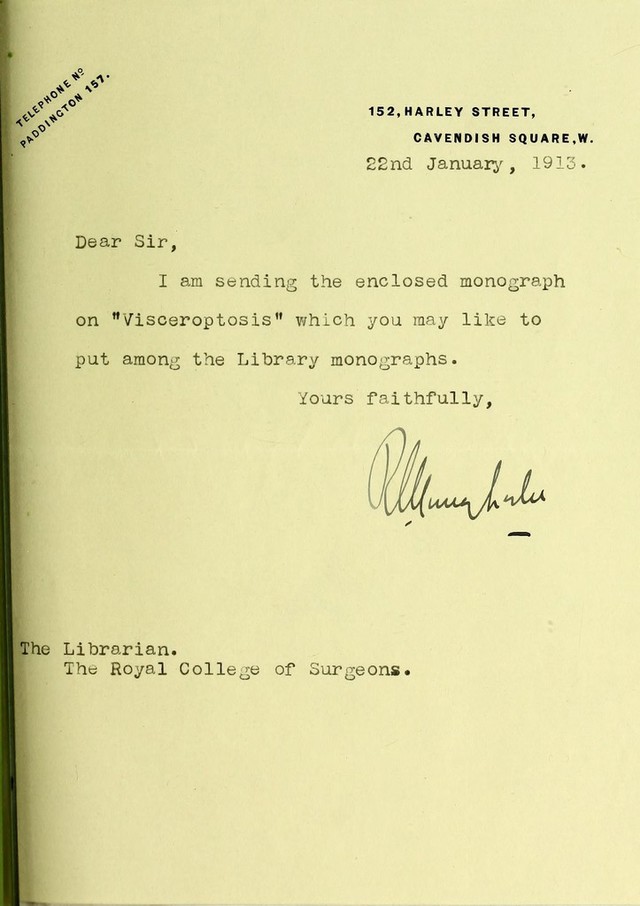 TELEPHONE Nº
PADDINGTON 157.
152, HARLEY STREET,
CAVENDISH SQUARE, W.
22nd January, 1913.
Dear Sir,
I am sending the enclosed monograph
on "Visceroptosis" which you may like to
put among the Library monographs.
Yours faithfully,
R Murray Leslie
The Librarian.
The Royal College of Surgeons.